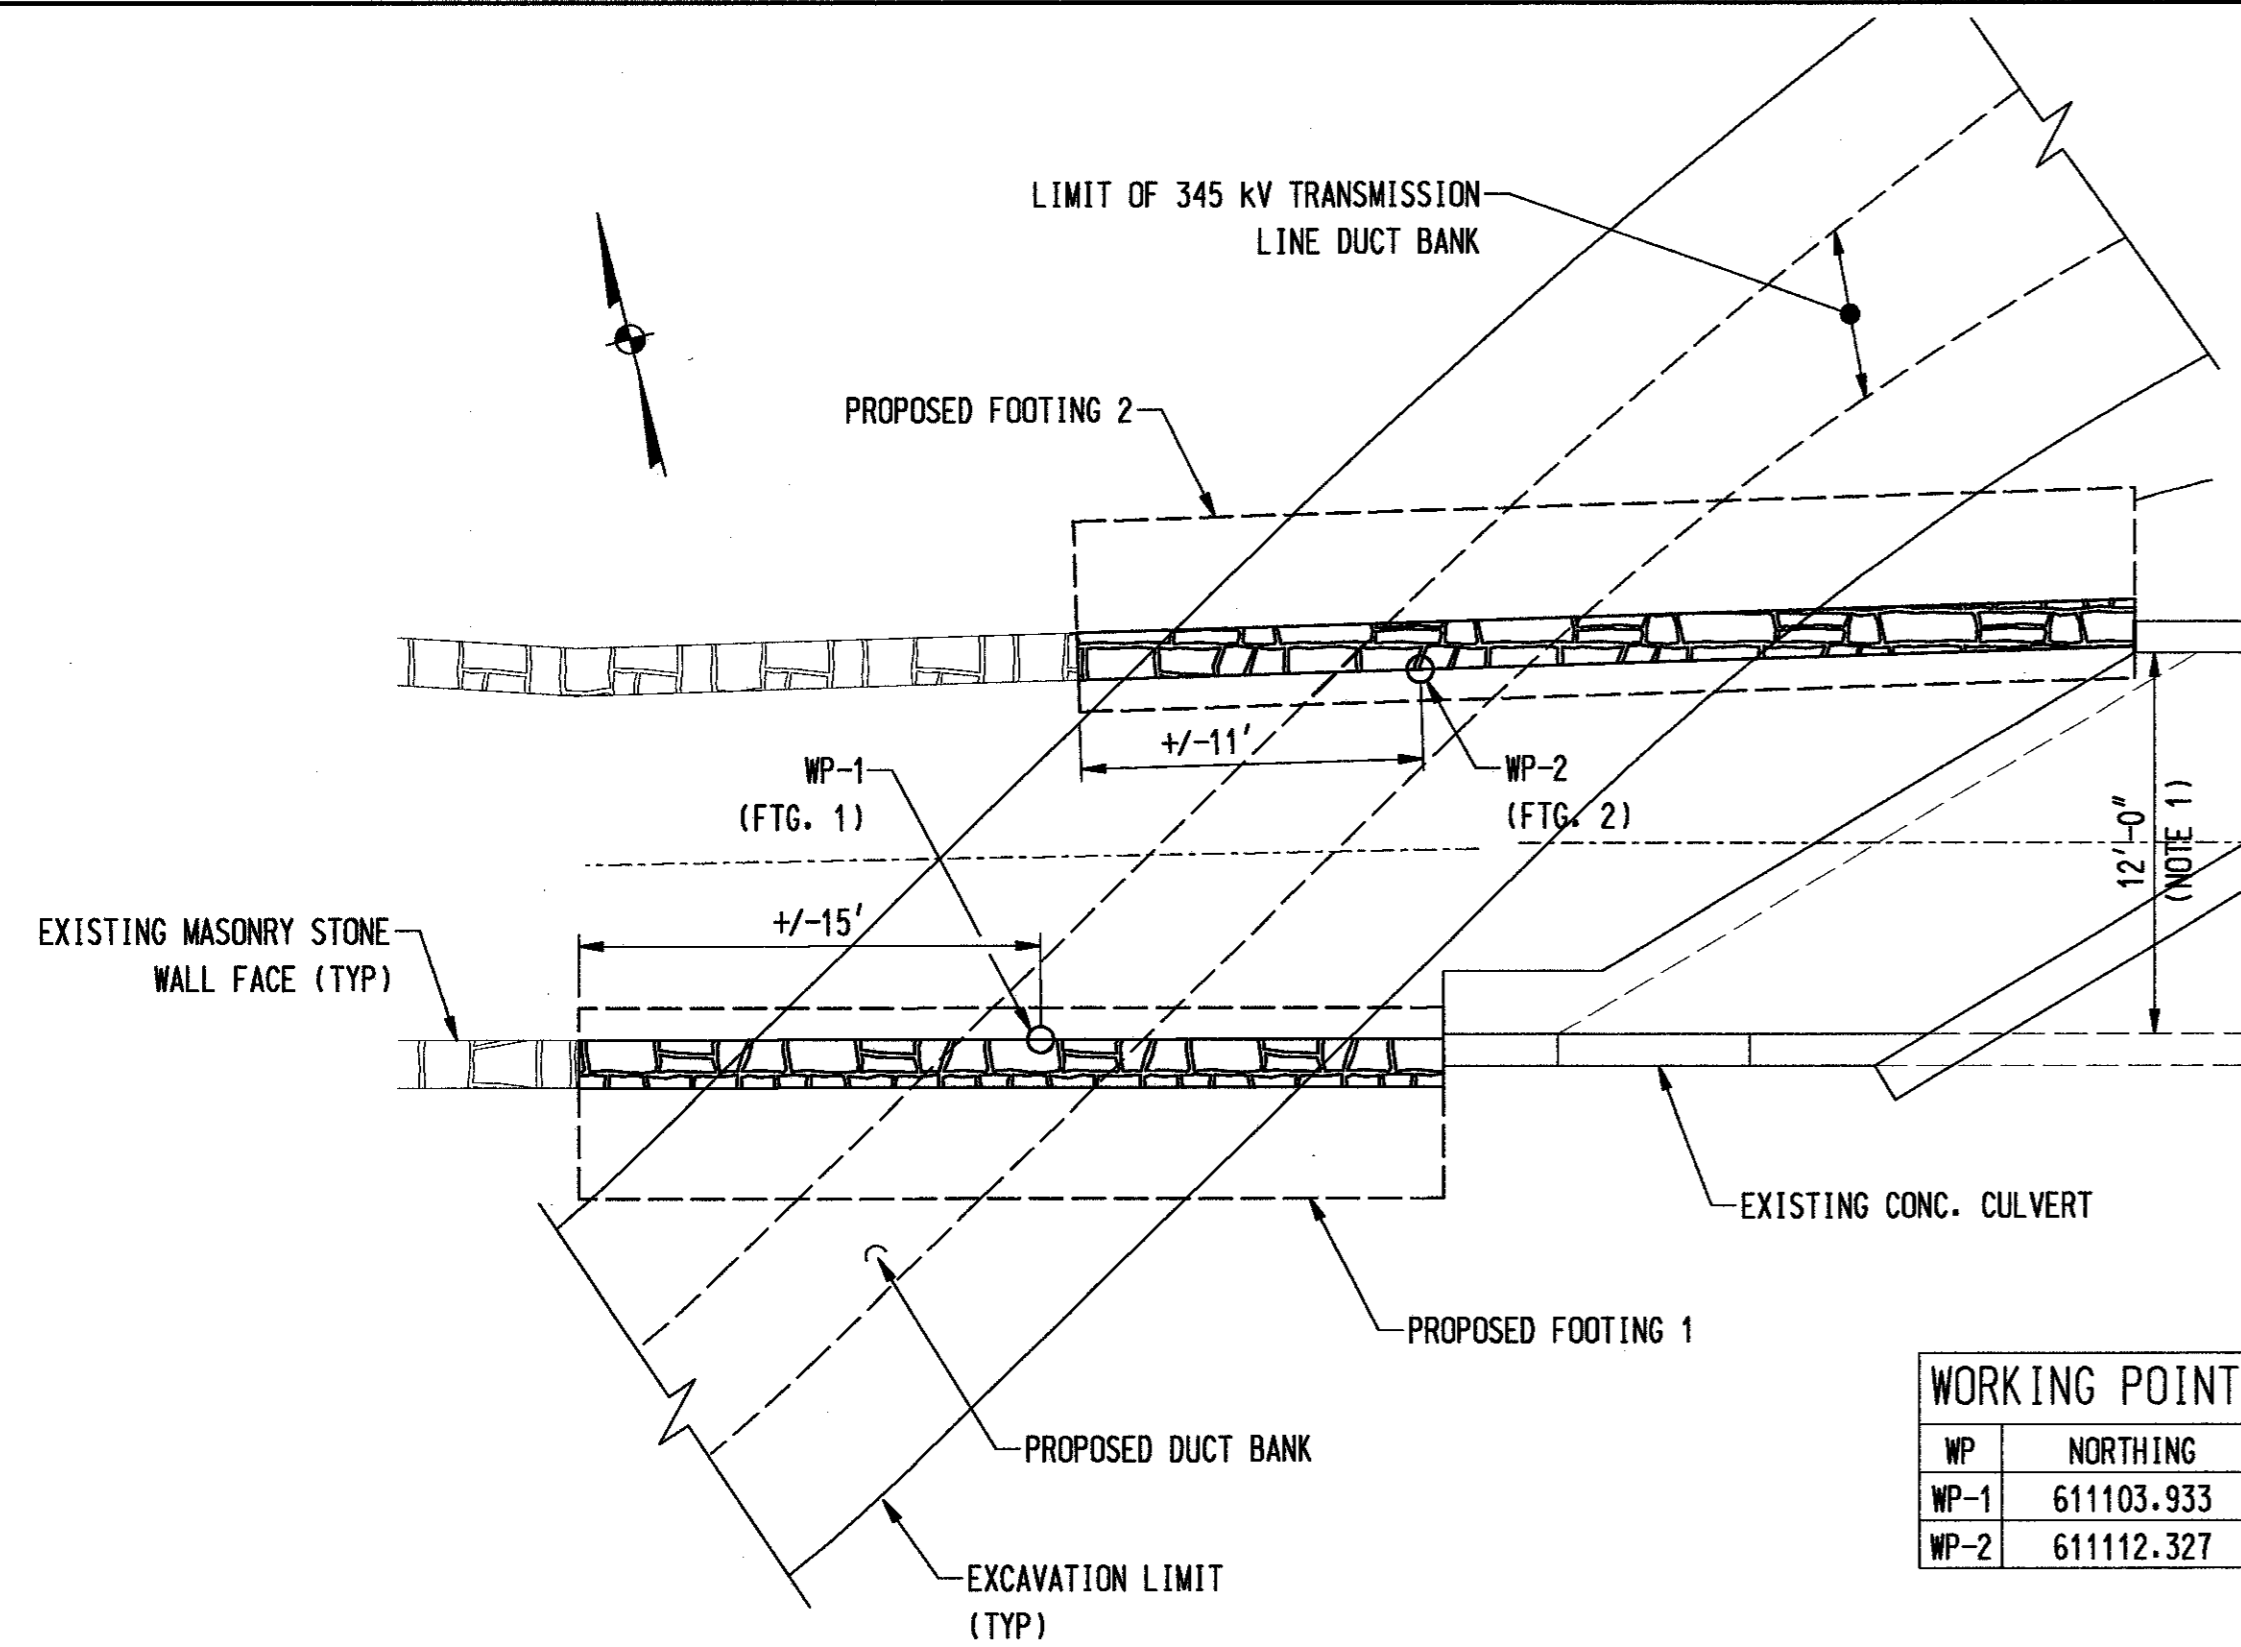 LIMIT OF 345 kV TRANSMISSION
LINE DUCT BANK
PROPOSED FOOTING 2
+/-11'
WP-1
(FTG. 1)
WP-2
(FTG. 2)
12'-0"
(NOTE 1)
+/-15'
EXISTING MASONRY STONE
WALL FACE (TYP)
EXISTING CONC. CULVERT
PROPOSED FOOTING 1
PROPOSED DUCT BANK
EXCAVATION LIMIT
(TYP)
WORKING POINT
WP NORTHING
WP-1 611103.933
WP-2 611112.327